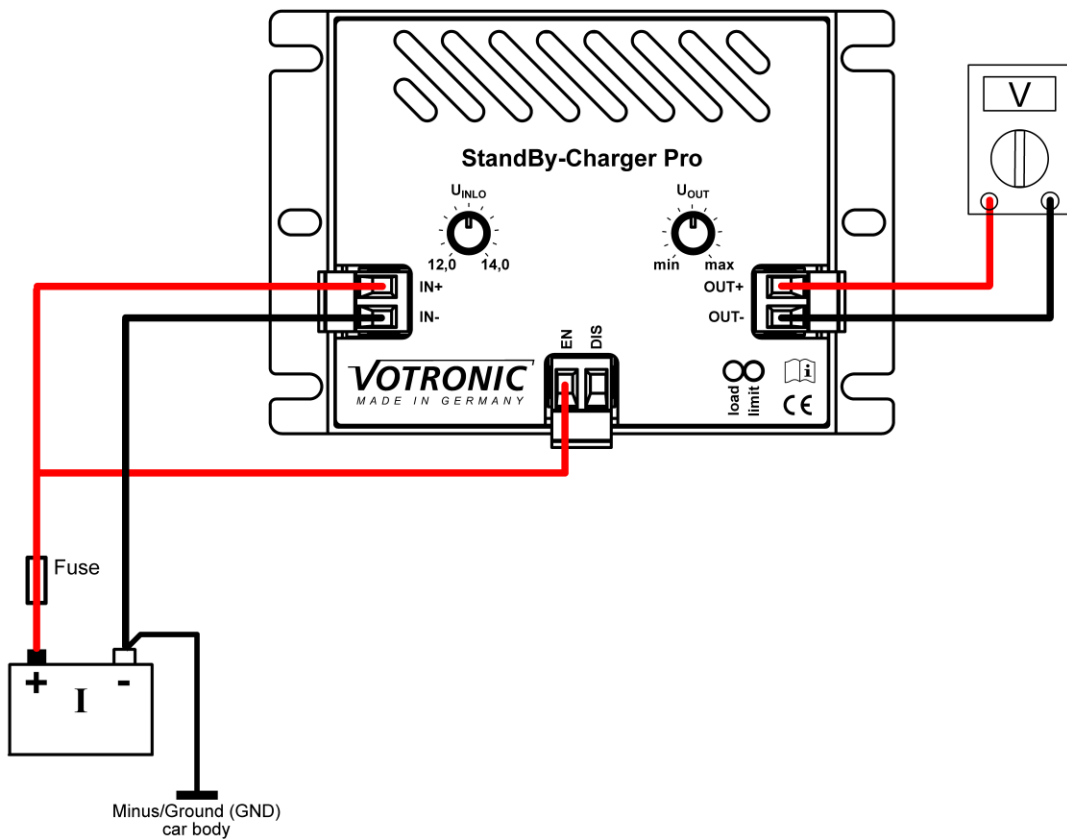 StandBy-Charger Pro
V
UINLO
UOUT
12,0 14,0
min max
IN+
IN-
OUT+
OUT-
EN
DIS
VOTRONIC
MADE IN GERMANY
load
limit
i
CE
Fuse
+ I -
Minus/Ground (GND)
car body